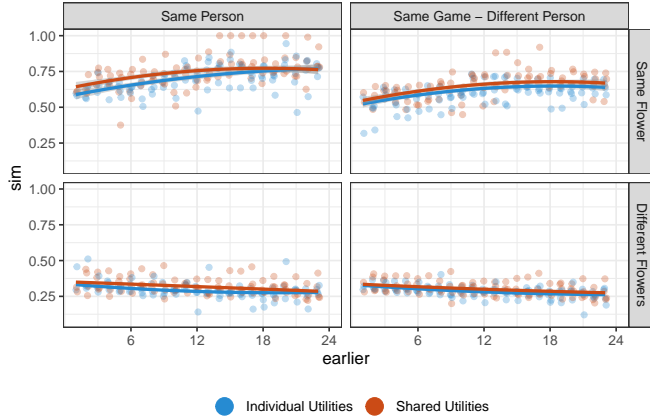 Same Person
Same Game – Different Person
1.00
0.75
0.50
0.25
Same
Flower
1.00
0.75
0.50
0.25
Different
Flowers
6
12
18
24
6
12
18
24
sim
earlier
Individual Utilities
Shared Utilities